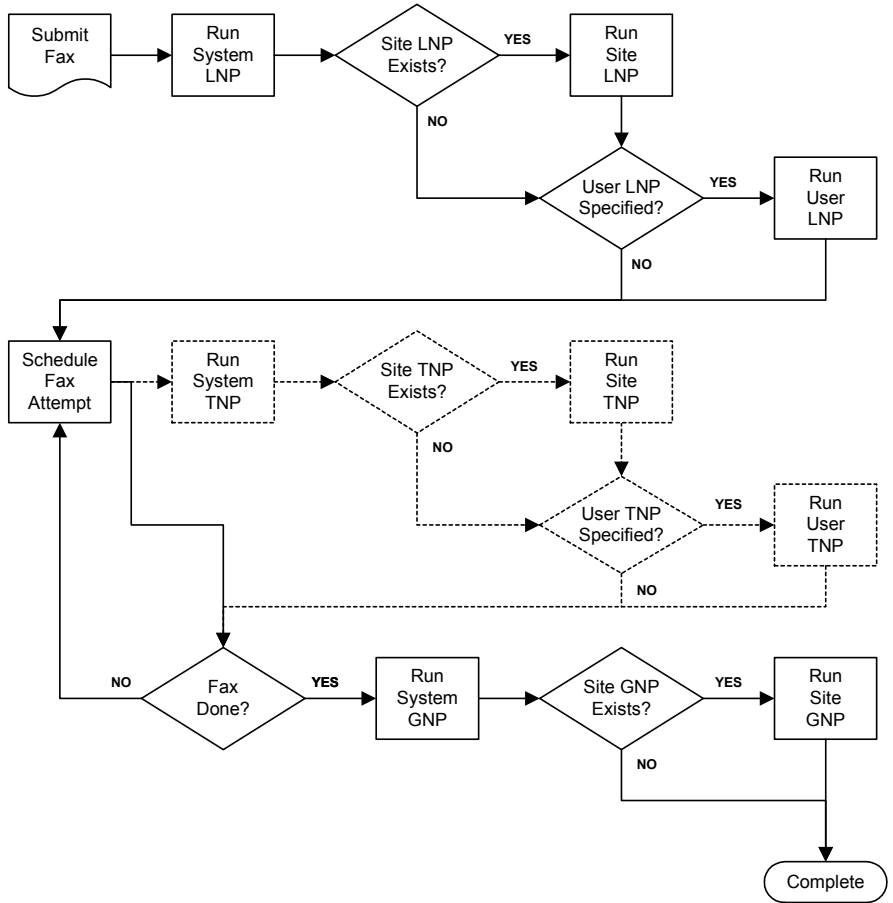 Submit
Fax
Run
System
LNP
Site LNP
Exists?
YES
Run
Site
LNP
NO
User LNP
Specified?
YES
Run
User
LNP
NO
Schedule
Fax
Attempt
Run
System
TNP
Site TNP
Exists?
YES
Run
Site
TNP
NO
User TNP
Specified?
YES
Run
User
TNP
NO
NO
Fax
Done?
YES
Run
System
GNP
Site GNP
Exists?
YES
Run
Site
GNP
NO
Complete